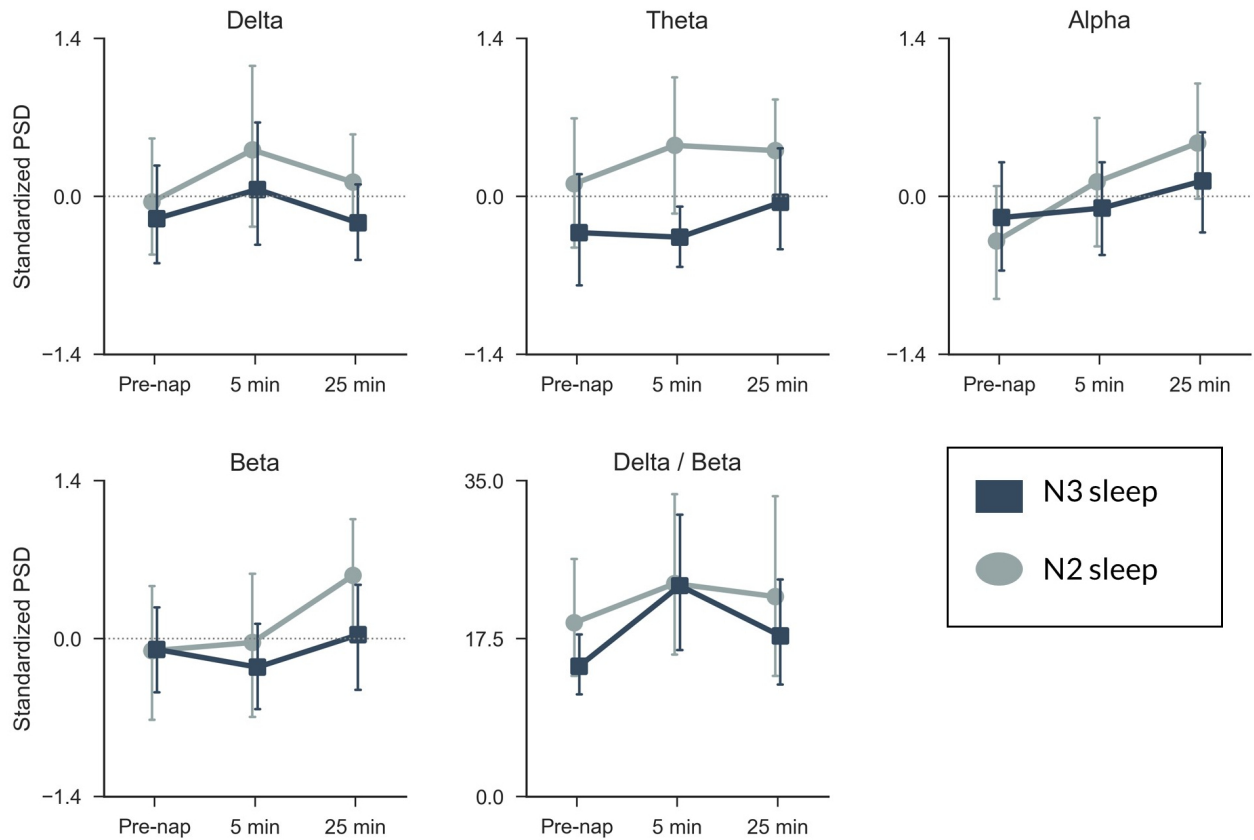 Delta
Theta
Alpha
Standardized PSD
1.4
0.0
−1.4
Pre-nap 5 min 25 min
1.4
0.0
−1.4
Pre-nap 5 min 25 min
1.4
0.0
−1.4
Pre-nap 5 min 25 min
Beta
Delta / Beta
Standardized PSD
1.4
0.0
−1.4
Pre-nap 5 min 25 min
35.0
17.5
0.0
Pre-nap 5 min 25 min
N3 sleep
N2 sleep